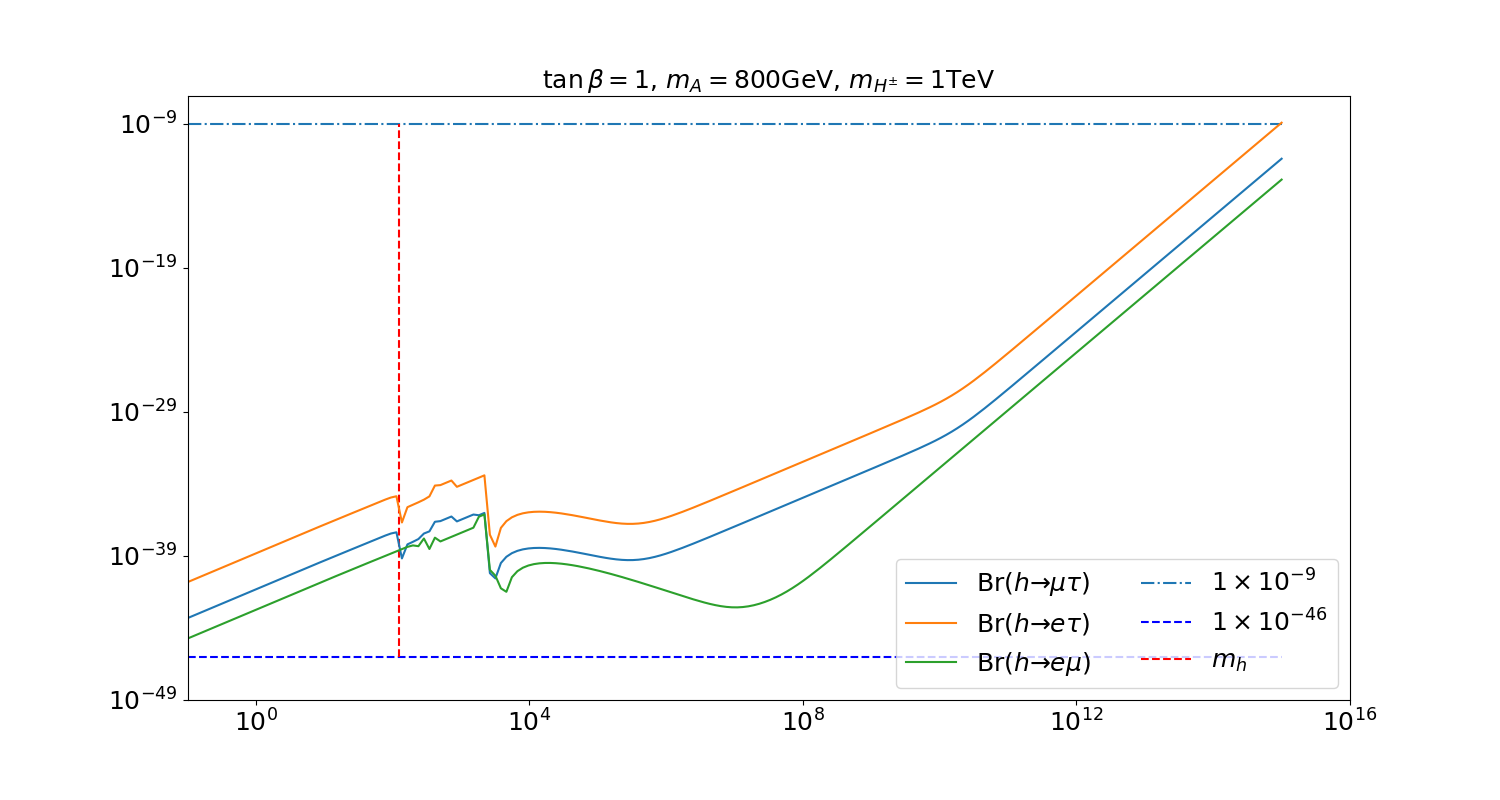 tan β = 1, m_A = 800GeV, m_{H^±} = 1TeV
10^{-9}
10^{-19}
10^{-29}
10^{-39}
10^{-49}
10^0
10^4
10^8
10^{12}
10^{16}
Br(h→μτ)
Br(h→eτ)
Br(h→eμ)
1 × 10^{-9}
1 × 10^{-46}
m_h